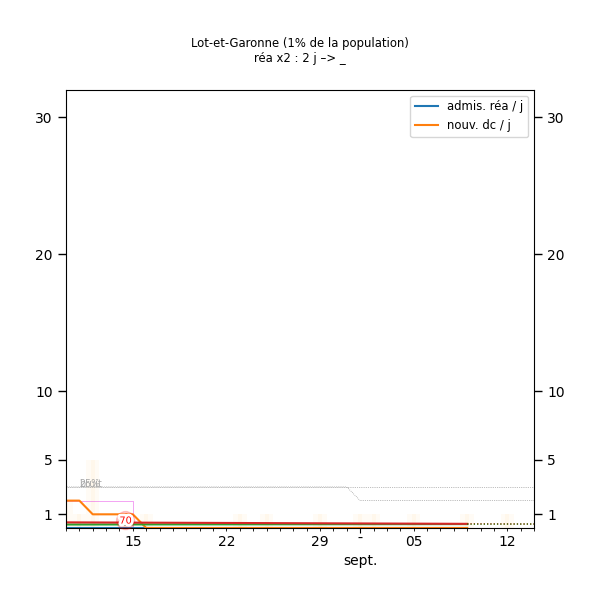 Lot-et-Garonne (1% de la population)
réa x2 : 2 j –> _
admis. réa / j
nouv. dc / j
30 30
20 20
10 10
5 5
1 1
70
15 22 29 - 05 12
sept.